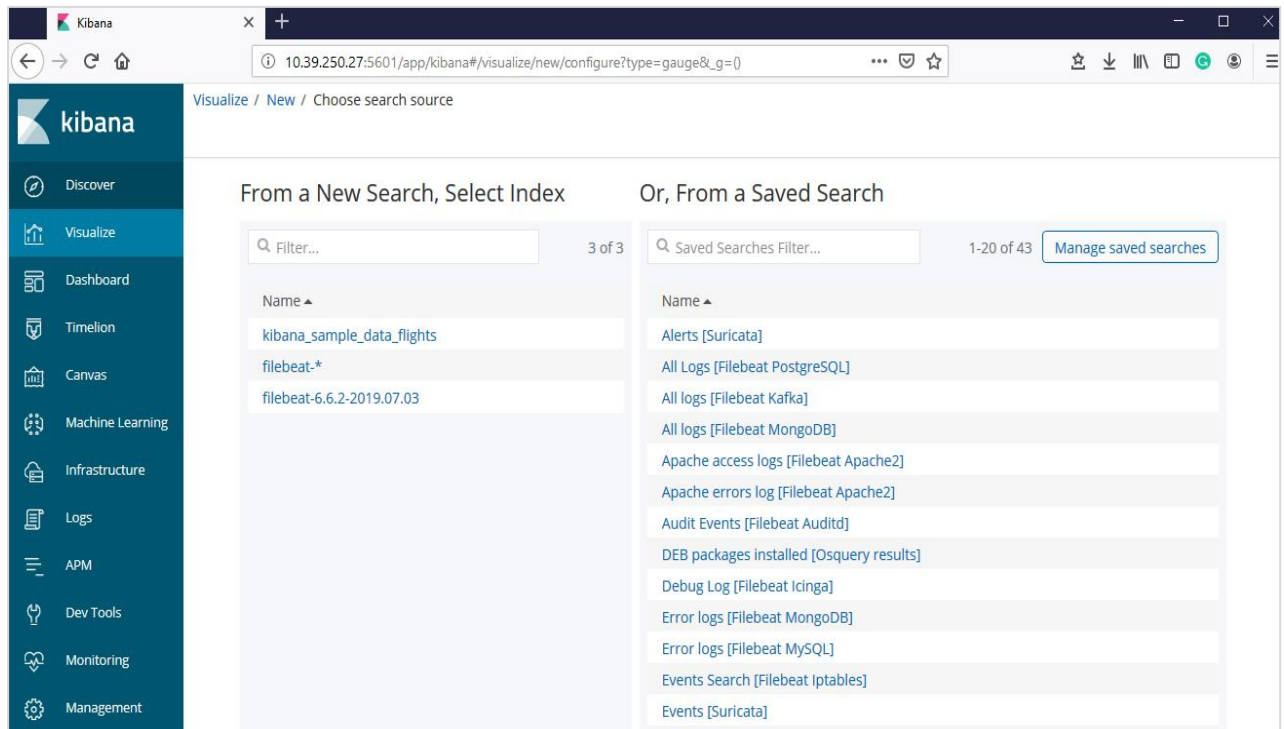 Kibana
10.39.250.27:5601/app/kibana#/visualize/new/configure?type=gauge&_g=()
kibana
Discover
Visualize
Dashboard
Timelion
Canvas
Machine Learning
Infrastructure
Logs
APM
Dev Tools
Monitoring
Management
Visualize / New / Choose search source
From a New Search, Select Index
Filter...
3 of 3
Name
kibana_sample_data_flights
filebeat-*
filebeat-6.6.2-2019.07.03
Or, From a Saved Search
Saved Searches Filter...
1-20 of 43
Manage saved searches
Name
Alerts [Suricata]
All Logs [Filebeat PostgreSQL]
All logs [Filebeat Kafka]
All logs [Filebeat MongoDB]
Apache access logs [Filebeat Apache2]
Apache errors log [Filebeat Apache2]
Audit Events [Filebeat Auditd]
DEB packages installed [Osquery results]
Debug Log [Filebeat Icinga]
Error logs [Filebeat MongoDB]
Error logs [Filebeat MySQL]
Events Search [Filebeat Iptables]
Events [Suricata]